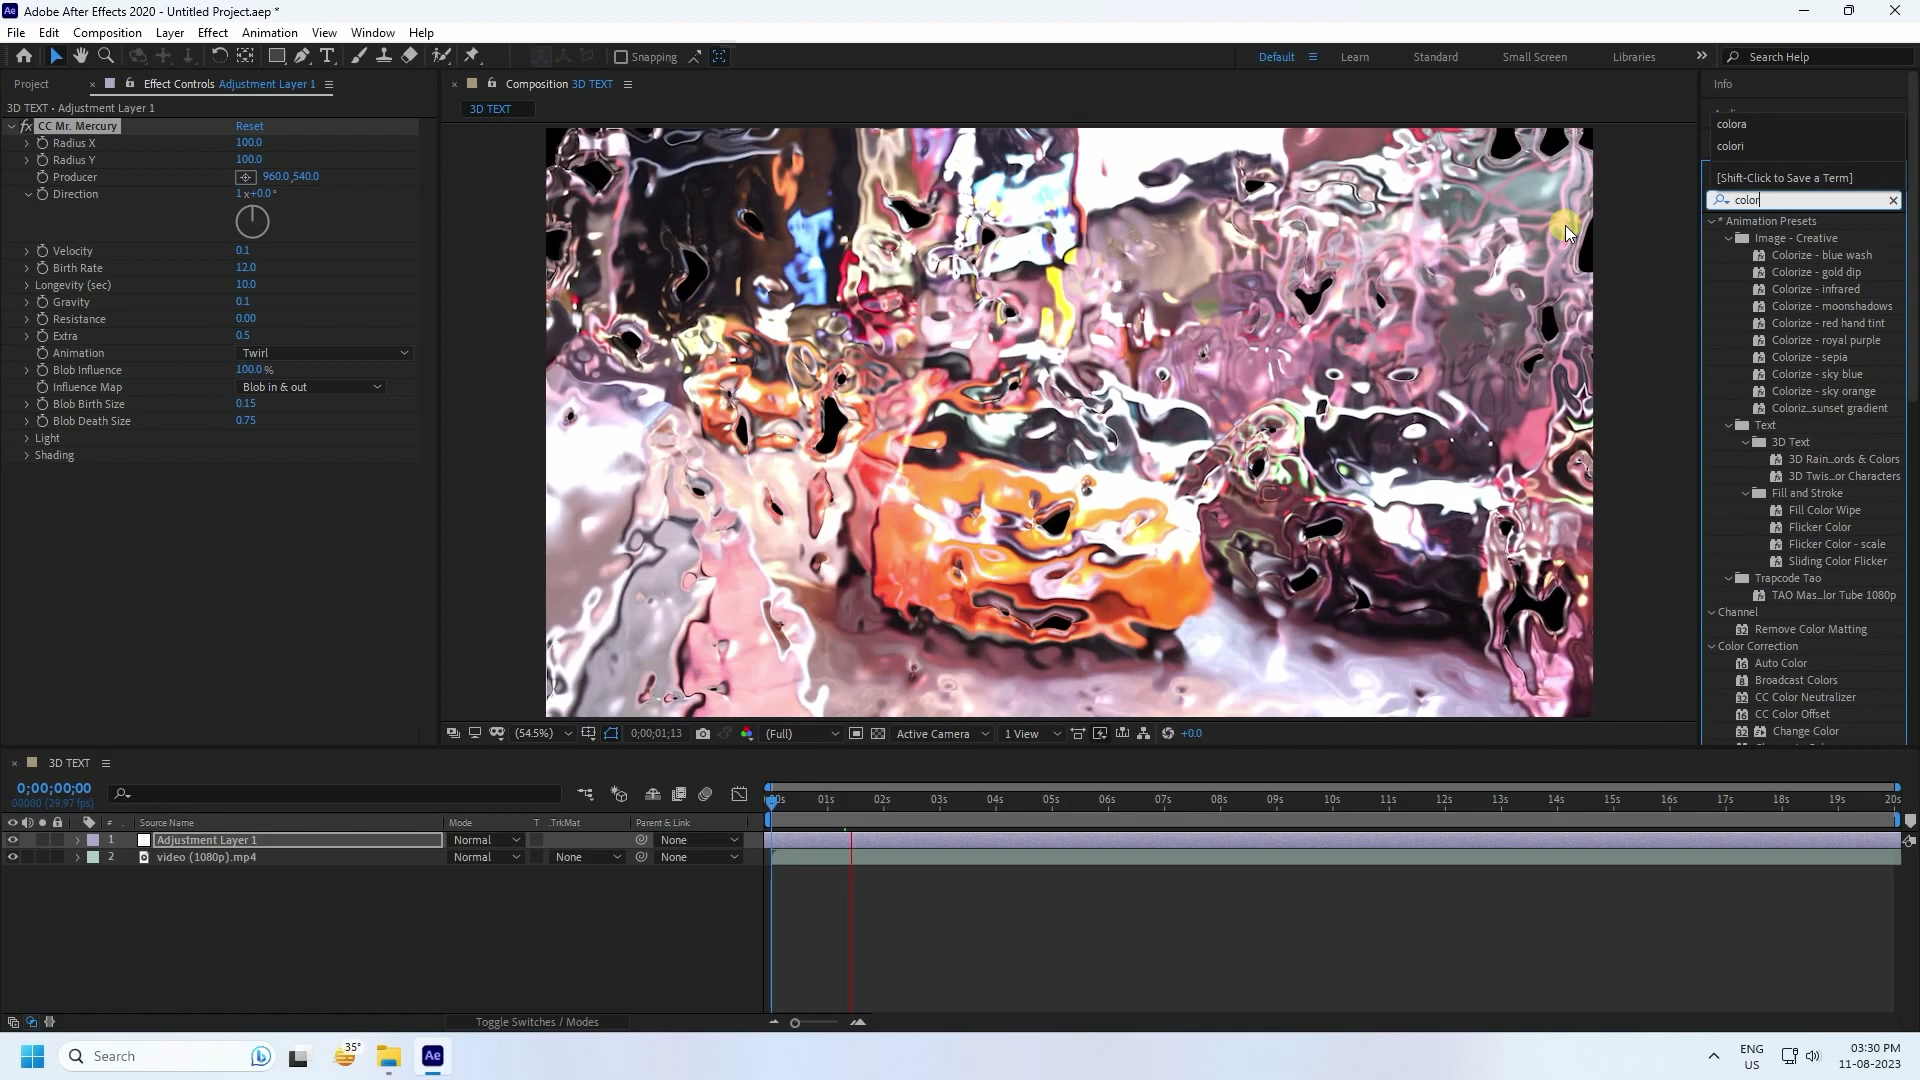 Adobe After Effects 2020 - Untitled Project.aep *
File Edit Composition Layer Effect Animation View Window Help
Snapping
Default Learn Standard Small Screen Libraries Search Help
Project Effect Controls Adjustment Layer 1
3D TEXT • Adjustment Layer 1
fx CC Mr. Mercury Reset
Radius X 100.0
Radius Y 100.0
Producer 960.0,540.0
Direction 1x+0.0°
Velocity 0.1
Birth Rate 12.0
Longevity (sec) 10.0
Gravity 0.1
Resistance 0.00
Extra 0.5
Animation Twirl
Blob Influence 100.0%
Influence Map Blob in & out
Blob Birth Size 0.15
Blob Death Size 0.75
Light
Shading
Composition 3D TEXT
3D TEXT
(54.5%) 0;00;01;13 (Full) Active Camera 1 View +0.0
Info
colora
colori
[Shift-Click to Save a Term]
color
* Animation Presets
Image - Creative
Colorize - blue wash
Colorize - gold dip
Colorize - infrared
Colorize - moonshadows
Colorize - red hand tint
Colorize - royal purple
Colorize - sepia
Colorize - sky blue
Colorize - sky orange
Coloriz...sunset gradient
Text
3D Text
3D Rain...ords & Colors
3D Twis...or Characters
Fill and Stroke
Fill Color Wipe
Flicker Color
Flicker Color - scale
Sliding Color Flicker
Trapcode Tao
TAO Mas...lor Tube 1080p
Channel
32 Remove Color Matting
Color Correction
16 Auto Color
8 Broadcast Colors
32 CC Color Neutralizer
16 CC Color Offset
32 Change Color
3D TEXT
0;00;00;00
00000 (29.97 fps)
:00s 01s 02s 03s 04s 05s 06s 07s 08s 09s 10s 11s 12s 13s 14s 15s 16s 17s 18s 19s 20s
# Source Name Mode T .TrkMat Parent & Link
1 Adjustment Layer 1 Normal None
2 video (1080p).mp4 Normal None None
Toggle Switches / Modes
Search
35°
Ae
ENG
US
03:30 PM
11-08-2023